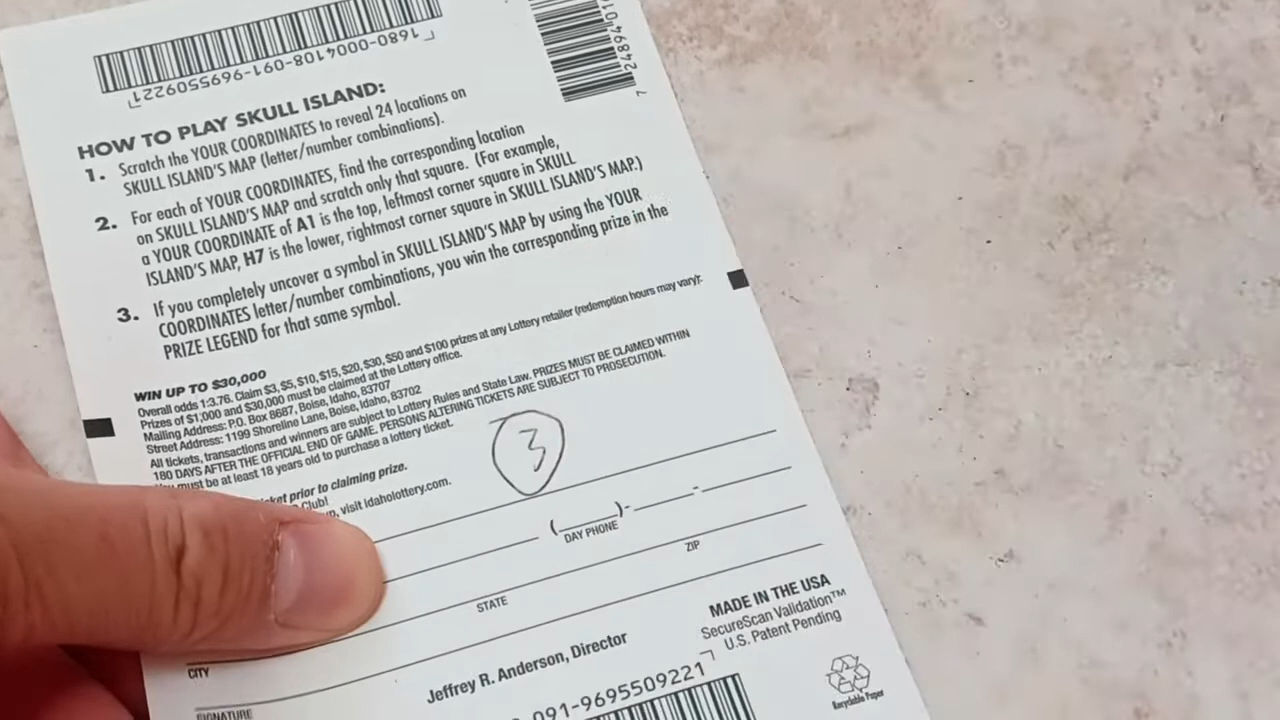 1680-0004108-091-9695509221
7 24894 01
HOW TO PLAY SKULL ISLAND:
1. Scratch the YOUR COORDINATES to reveal 24 locations on
SKULL ISLAND'S MAP (letter/number combinations).
2. For each of YOUR COORDINATES, find the corresponding location
on SKULL ISLAND'S MAP and scratch only that square. (For example,
a YOUR COORDINATE of A1 is the top, leftmost corner square in SKULL
ISLAND'S MAP, H7 is the lower, rightmost corner square in SKULL ISLAND'S MAP.)
3. If you completely uncover a symbol in SKULL ISLAND'S MAP by using the YOUR
COORDINATES letter/number combinations, you win the corresponding prize in the
PRIZE LEGEND for that same symbol.
WIN UP TO $30,000
Overall odds 1:3.76. Claim $3, $5, $10, $15, $20, $30, $50 and $100 prizes at any Lottery retailer (redemption hours may vary).
Prizes of $1,000 and $30,000 must be claimed at the Lottery office.
Mailing Address: P.O. Box 8687, Boise, Idaho, 83707
Street Address: 1199 Shoreline Lane, Boise, Idaho, 83702
All tickets, transactions and winners are subject to Lottery Rules and State Law. PRIZES MUST BE CLAIMED WITHIN
180 DAYS AFTER THE OFFICIAL END OF GAME. PERSONS ALTERING TICKETS ARE SUBJECT TO PROSECUTION.
You must be at least 18 years old to purchase a lottery ticket.
3
ticket prior to claiming prize.
Club!
visit idaholottery.com.
( )- -
DAY PHONE
CITY STATE ZIP
SIGNATURE
Jeffrey R. Anderson, Director
MADE IN THE USA
SecureScan Validation™
U.S. Patent Pending
091-9695509221
Recyclable Paper